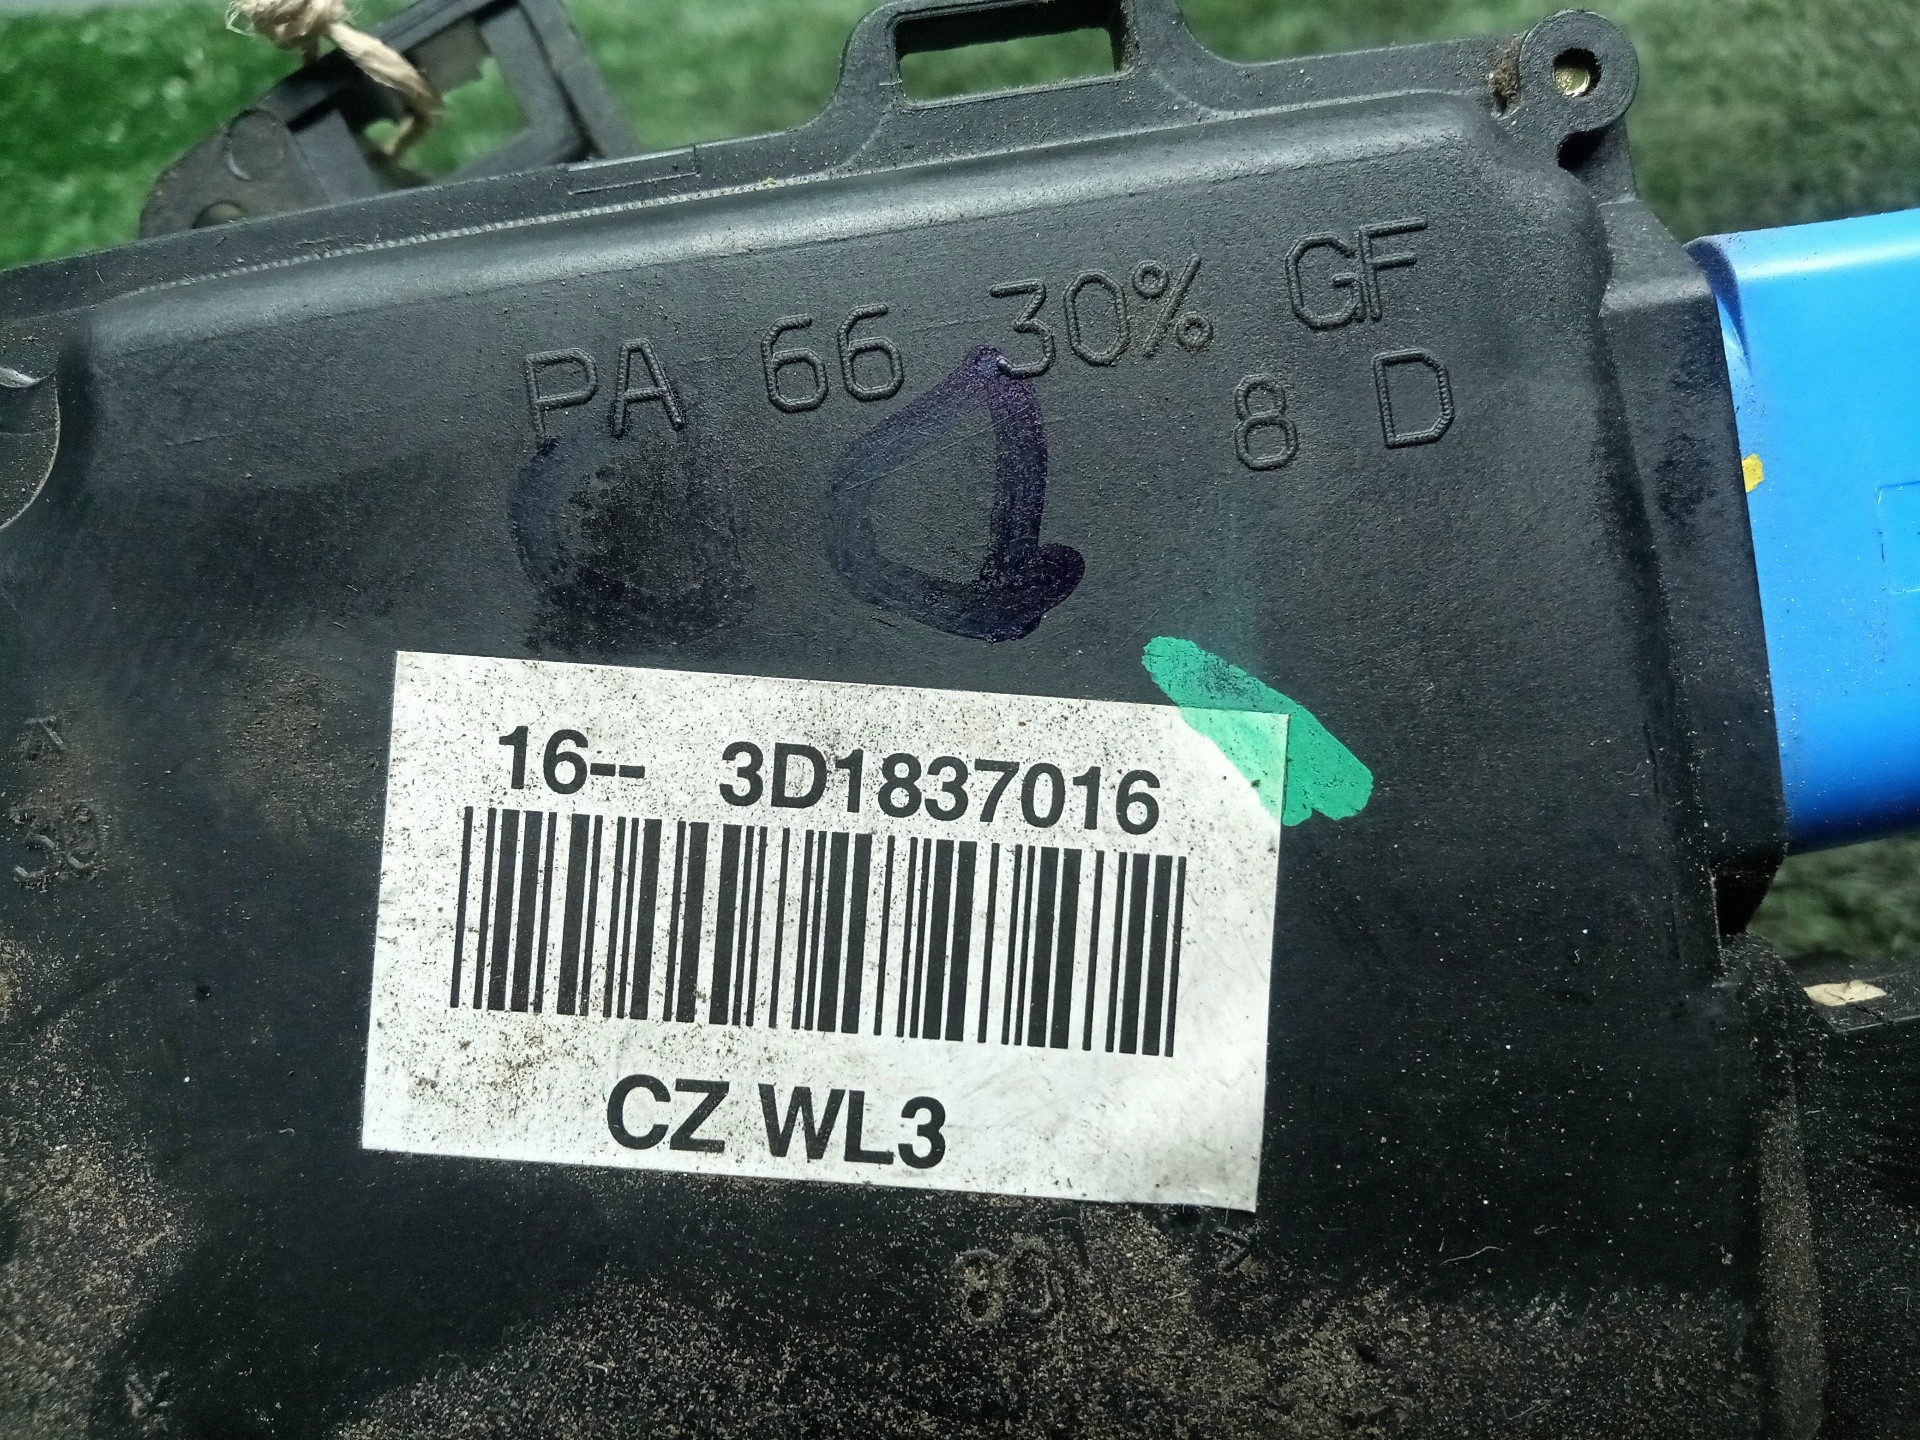 PA 66 30% GF
8 D
16-- 3D1837016
CZ WL3